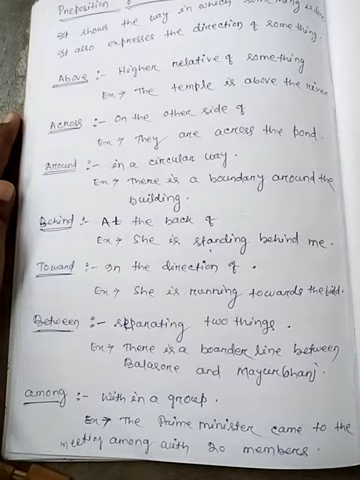 Preposition
It shows the way in which something is done.
It also expresses the direction of something.
Above :- Higher relative of something
Ex → The temple is above the river
Across :- On the other side of
Ex → They are across the pond.
Around :- in a circular way.
Ex → There is a boundary around the
building.
Behind :- At the back of
Ex → She is standing behind me.
Toward :- In the direction of .
Ex → She is running towards the field.
Between :- separating two things .
Ex → There is a boarder line between
Balasore and Mayurbhanj.
among :- With in a group .
Ex → The Prime minister came to the
meeting among with 20 members.